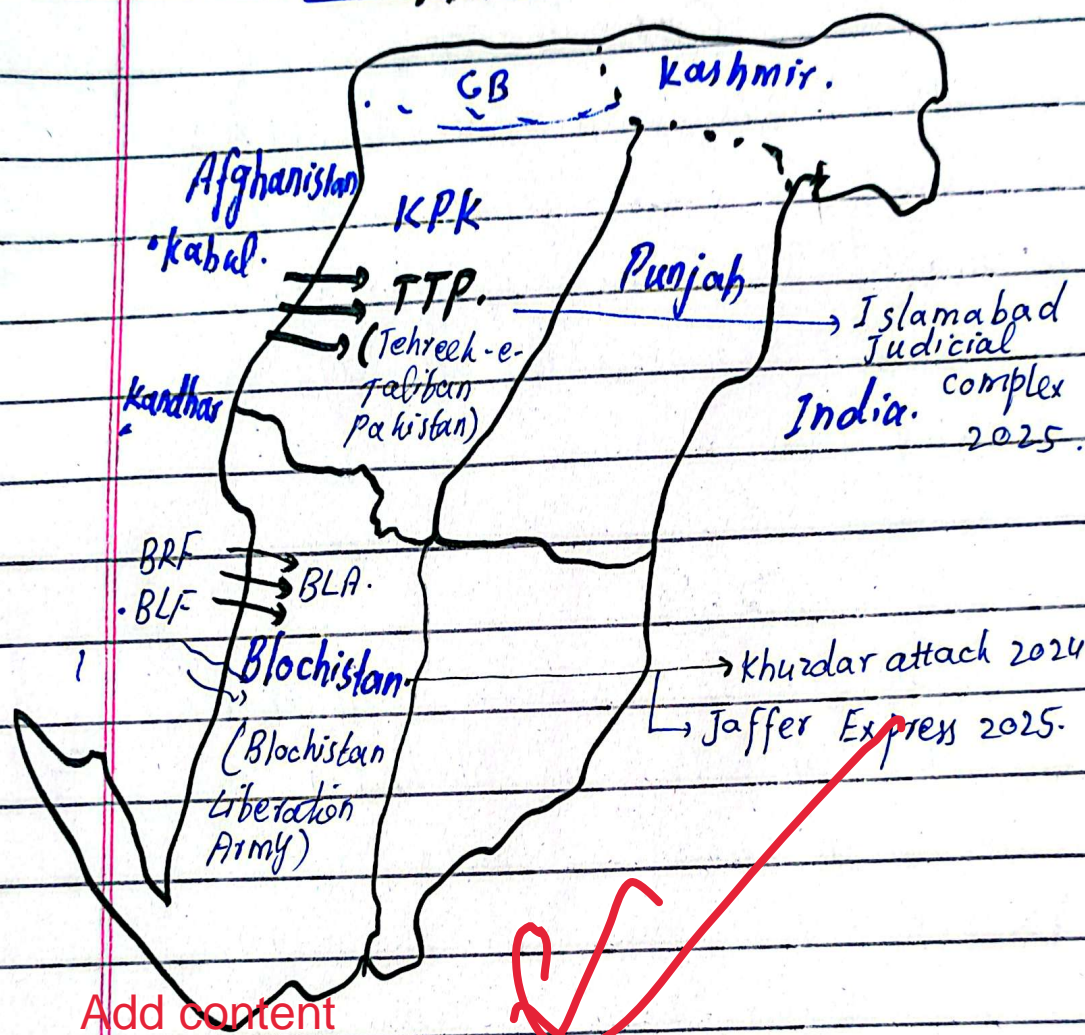 GB
Kashmir.
Afghanistan
Kabul.
KPK
Punjab
TTP.
(Tehreek-e-
Taliban
Pakistan)
Islamabad
Judicial
complex
2025.
Kandhar
India.
BRF
BLF
BLA.
Blochistan
(Blochistan
Liberation
Army)
Khuzdar attack 2024
Jaffer Express 2025.
Add content